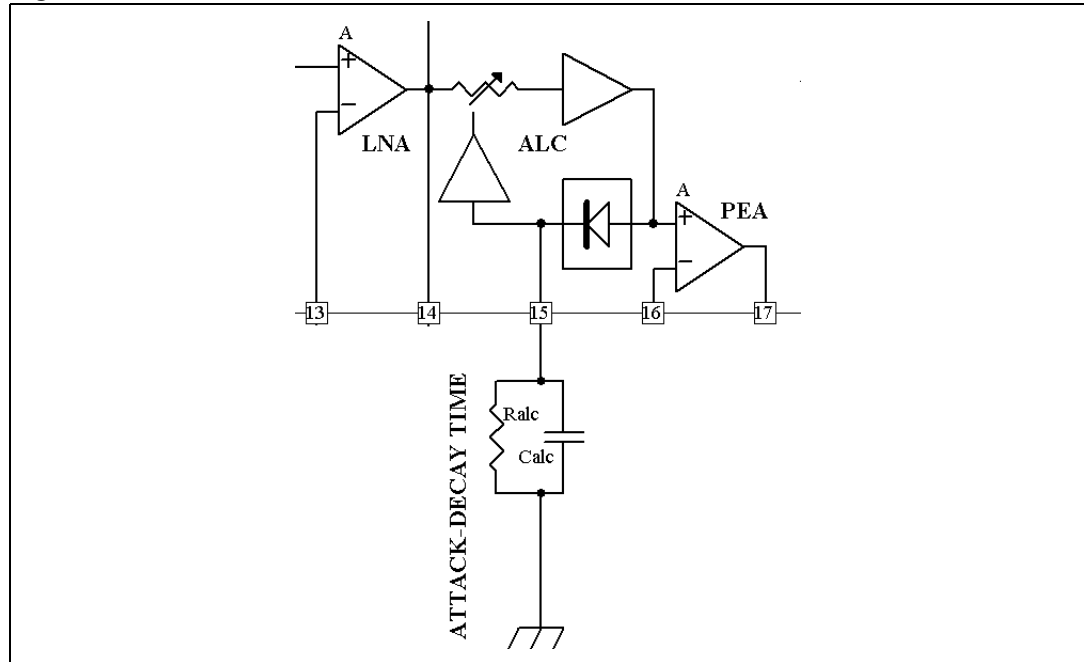 A
+
−
LNA
ALC
A
+
−
PEA
13
14
15
16
17
ATTACK-DECAY TIME
Ralc
Calc